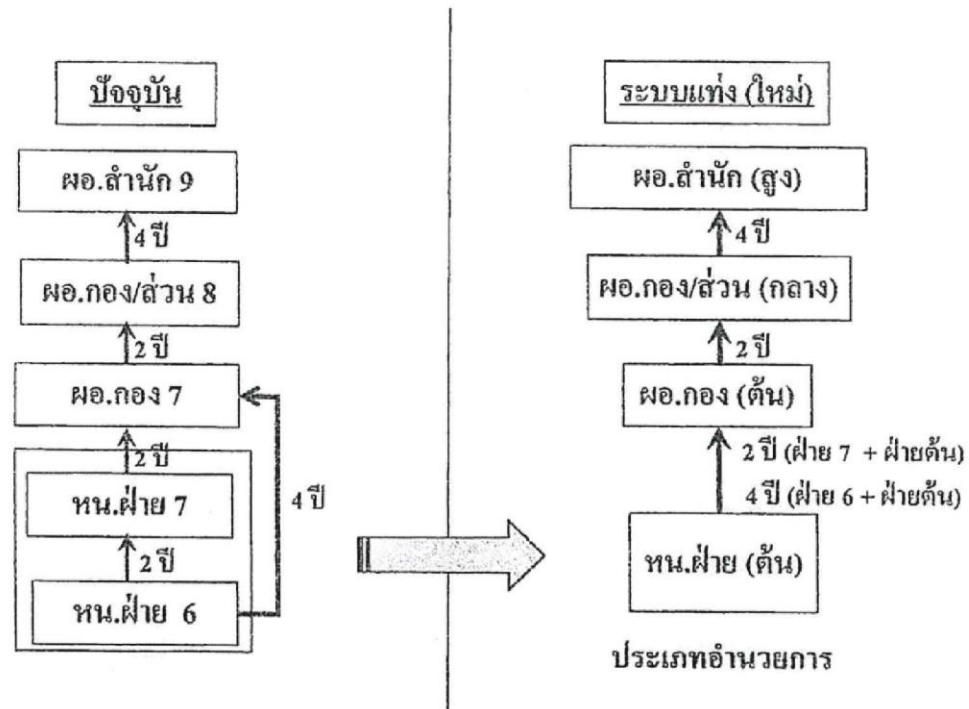 ปัจจุบัน
ผอ.สำนัก 9
4 ปี
ผอ.กอง/ส่วน 8
2 ปี
ผอ.กอง 7
2 ปี
หน.ฝ่าย 7
4 ปี
2 ปี
หน.ฝ่าย 6
ระบบแท่ง (ใหม่)
ผอ.สำนัก (สูง)
4 ปี
ผอ.กอง/ส่วน (กลาง)
2 ปี
ผอ.กอง (ต้น)
2 ปี (ฝ่าย 7 + ฝ่ายต้น)
4 ปี (ฝ่าย 6 + ฝ่ายต้น)
หน.ฝ่าย (ต้น)
ประเภทอำนวยการ